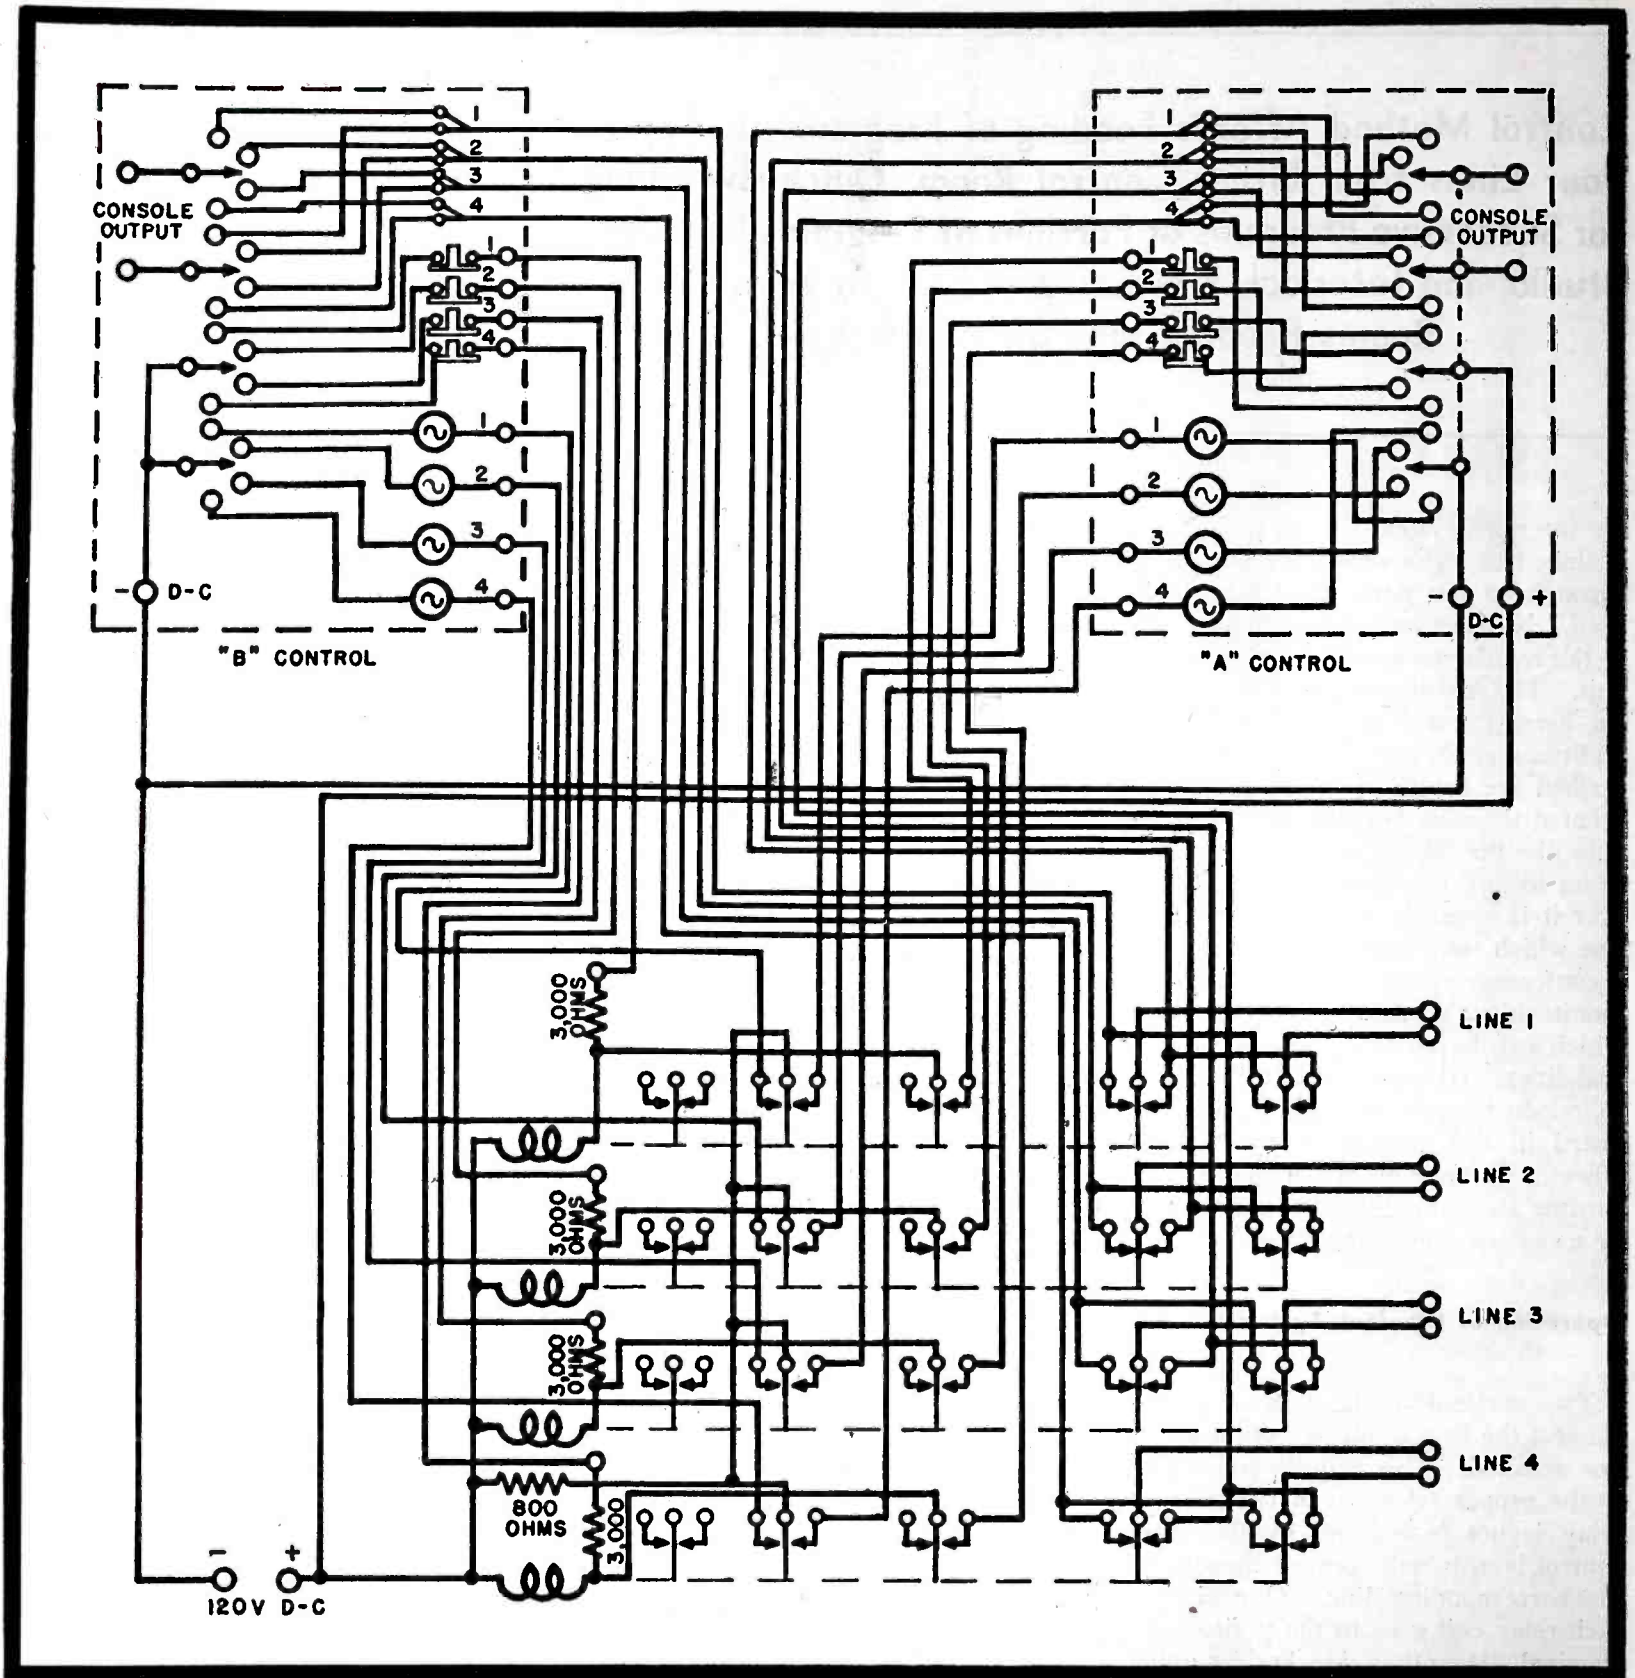 1
2
3
4
CONSOLE
OUTPUT
1
2
3
4
1
2
3
4
- D-C
"B" CONTROL
1
2
3
4
CONSOLE
OUTPUT
1
2
3
4
1
2
3
4
- +
D-C
"A" CONTROL
3,000
OHMS
LINE 1
3,000
OHMS
LINE 2
3,000
OHMS
LINE 3
800
OHMS
3,000
LINE 4
- +
120V D-C